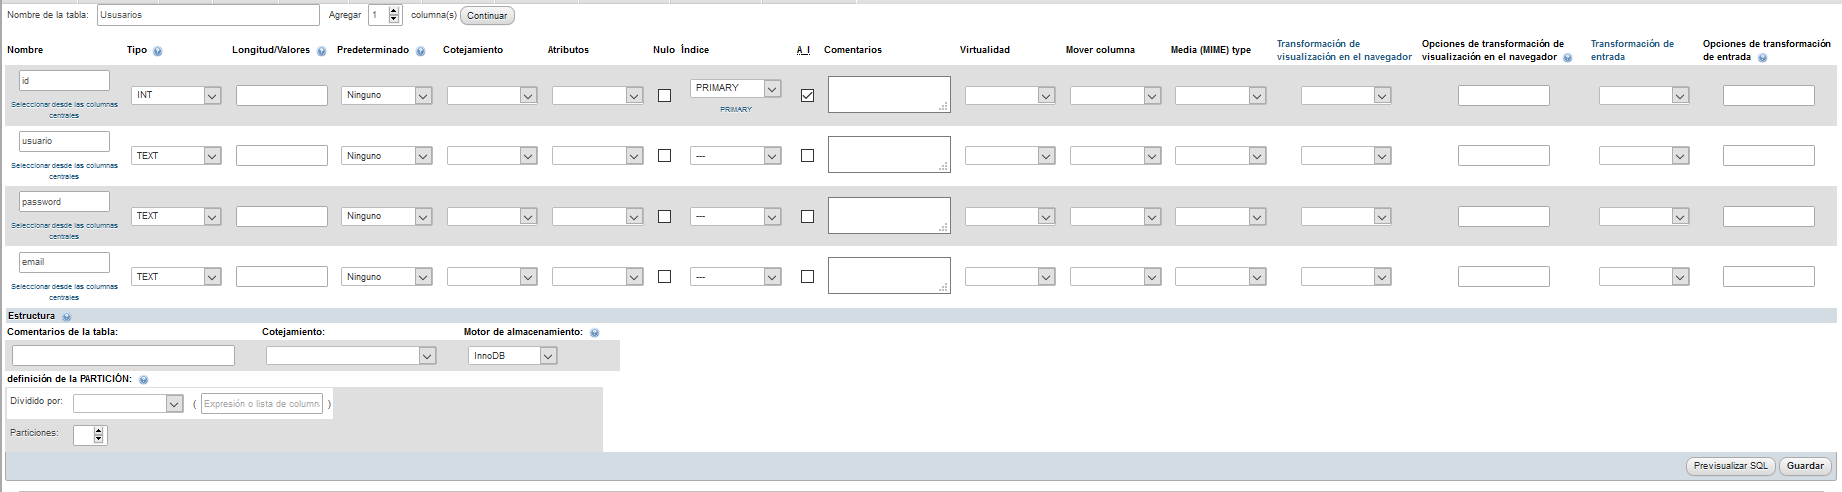 Nombre de la tabla: Ususarios Agregar 1 columna(s) Continuar
Nombre Tipo Longitud/Valores Predeterminado Cotejamiento Atributos Nulo Índice A_I Comentarios Virtualidad Mover columna Media (MIME) type Transformación de visualización en el navegador Opciones de transformación de visualización en el navegador Transformación de entrada Opciones de transformación de entrada
id INT Ninguno PRIMARY
PRIMARY
Seleccionar desde las columnas
centrales
usuario TEXT Ninguno ---
Seleccionar desde las columnas
centrales
password TEXT Ninguno ---
Seleccionar desde las columnas
centrales
email TEXT Ninguno ---
Seleccionar desde las columnas
centrales
Estructura
Comentarios de la tabla: Cotejamiento: Motor de almacenamiento:
InnoDB
definición de la PARTICIÓN:
Dividido por: ( Expresión o lista de column )
Particiones:
Previsualizar SQL Guardar